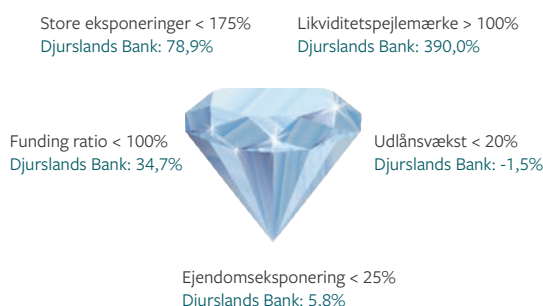 Store eksponeringer < 175%
Djurslands Bank: 78,9%
Likviditetspejlemærke > 100%
Djurslands Bank: 390,0%
Funding ratio < 100%
Djurslands Bank: 34,7%
Udlånsvækst < 20%
Djurslands Bank: -1,5%
Ejendomseksponering < 25%
Djurslands Bank: 5,8%